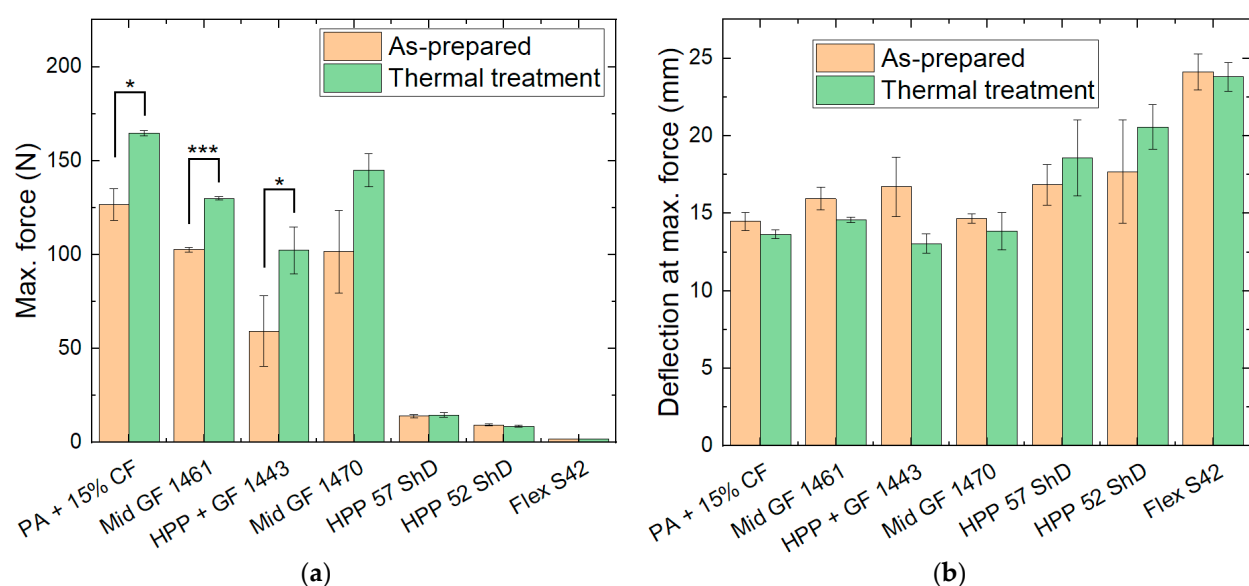 As-prepared
Thermal treatment
Max. force (N)
200
150
100
50
0
*
***
*
PA + 15% CF
Mid GF 1461
HPP + GF 1443
Mid GF 1470
HPP 57 ShD
HPP 52 ShD
Flex S42
(a)
As-prepared
Thermal treatment
Deflection at max. force (mm)
25
20
15
10
5
0
PA + 15% CF
Mid GF 1461
HPP + GF 1443
Mid GF 1470
HPP 57 ShD
HPP 52 ShD
Flex S42
(b)